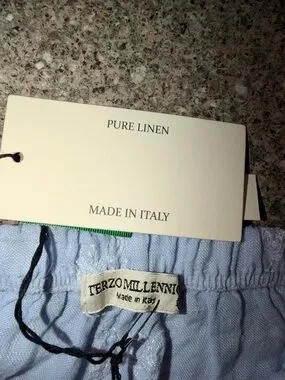 PURE LINEN
MADE IN ITALY
TERZO MILLENNIO
Made in Italy